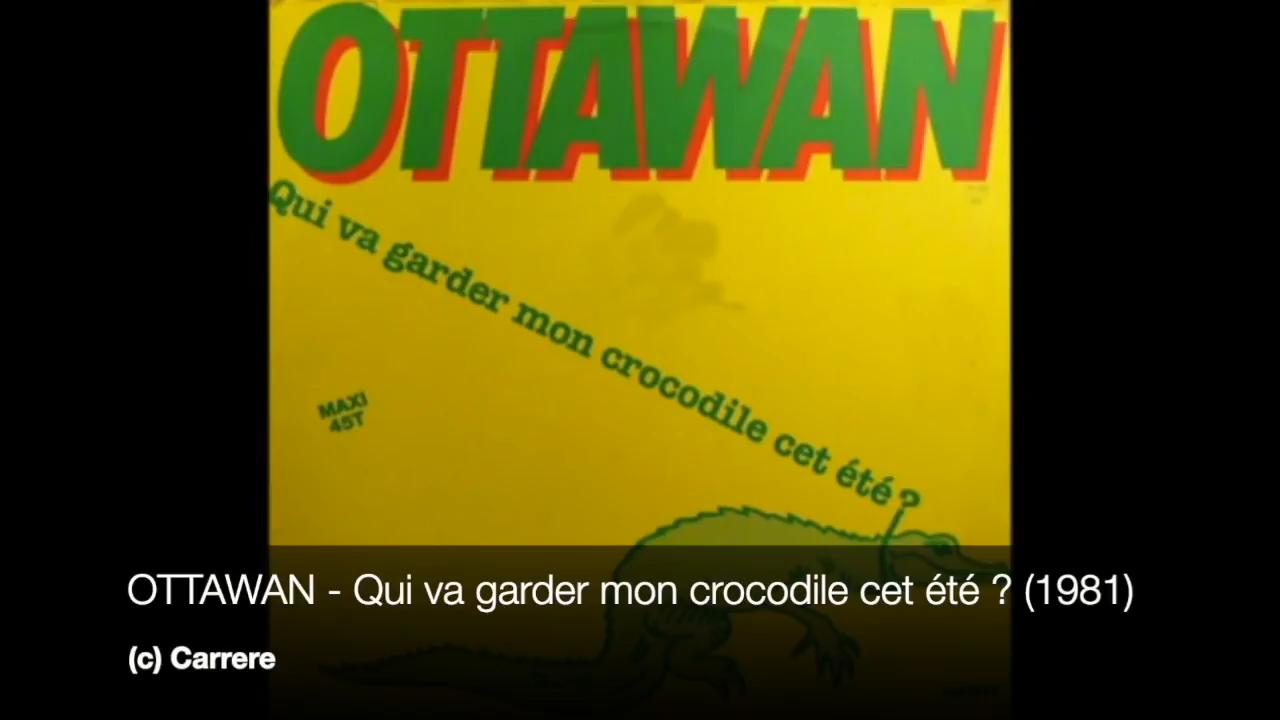 OTTAWAN
Qui va garder mon crocodile cet été ?
MAXI
45T
OTTAWAN - Qui va garder mon crocodile cet été ? (1981)
(c) Carrere